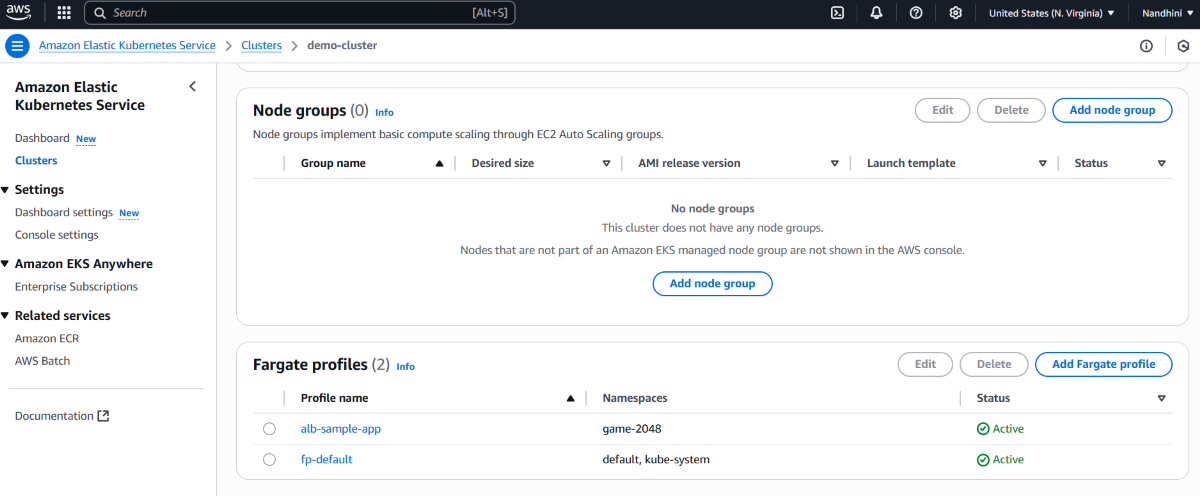 aws Search [Alt+S] United States (N. Virginia) Nandhini
Amazon Elastic Kubernetes Service Clusters demo-cluster
Amazon Elastic
Kubernetes Service
Dashboard New
Clusters
Settings
Dashboard settings New
Console settings
Amazon EKS Anywhere
Enterprise Subscriptions
Related services
Amazon ECR
AWS Batch
Documentation
Node groups (0) Info Edit Delete Add node group
Node groups implement basic compute scaling through EC2 Auto Scaling groups.
Group name Desired size AMI release version Launch template Status
No node groups
This cluster does not have any node groups.
Nodes that are not part of an Amazon EKS managed node group are not shown in the AWS console.
Add node group
Fargate profiles (2) Info Edit Delete Add Fargate profile
Profile name Namespaces Status
alb-sample-app game-2048 Active
fp-default default, kube-system Active